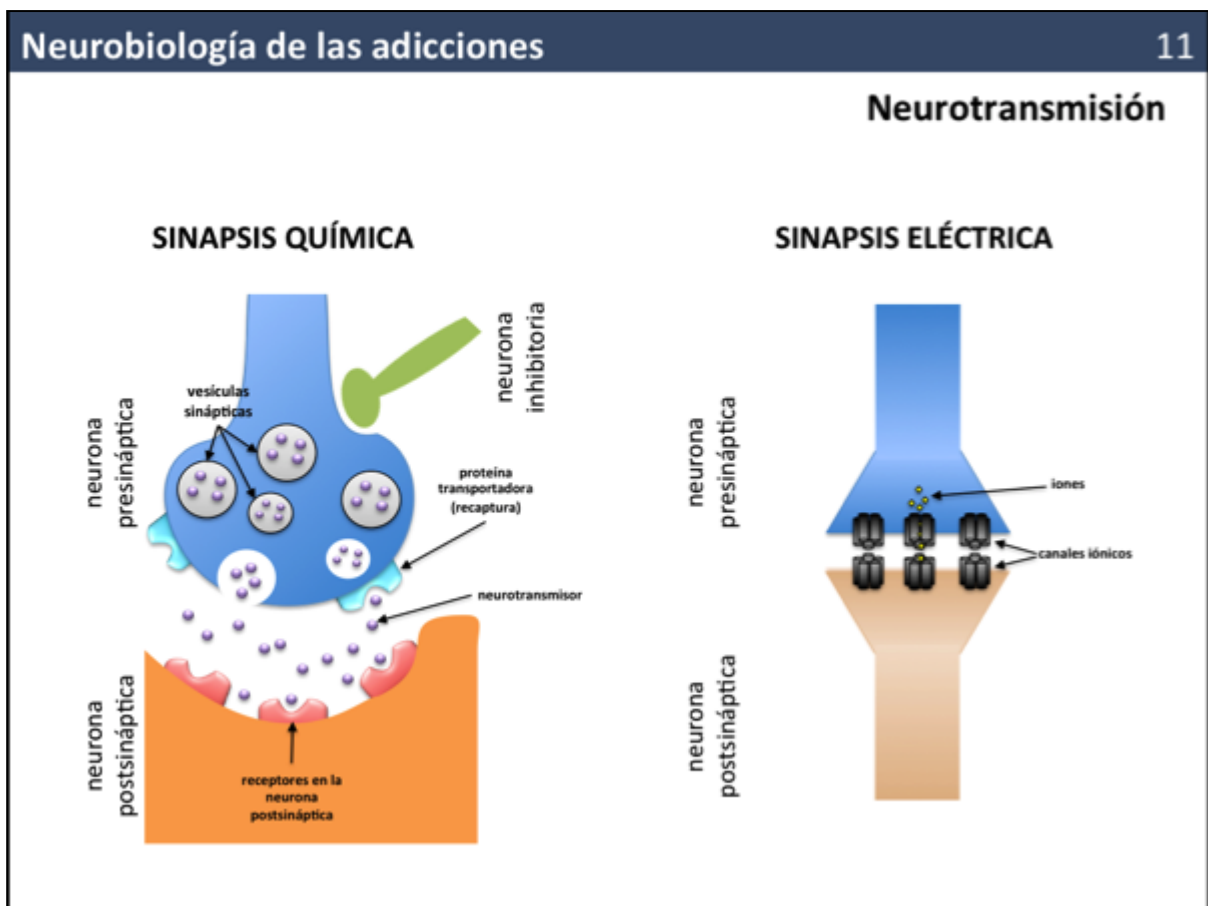 Neurobiología de las adicciones
11
Neurotransmisión
SINAPSIS QUÍMICA
neurona
inhibitoria
vesículas
sinápticas
neurona
presináptica
proteína
transportadora
(recaptura)
neurotransmisor
neurona
postsináptica
receptores en la
neurona
postsináptica
SINAPSIS ELÉCTRICA
neurona
presináptica
iones
canales iónicos
neurona
postsináptica